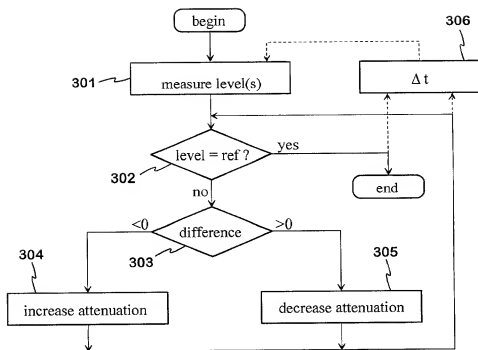 begin
306
301
measure level(s)
Δ t
level = ref ?
yes
302
no
end
<0
difference
>0
303
304
305
increase attenuation
decrease attenuation